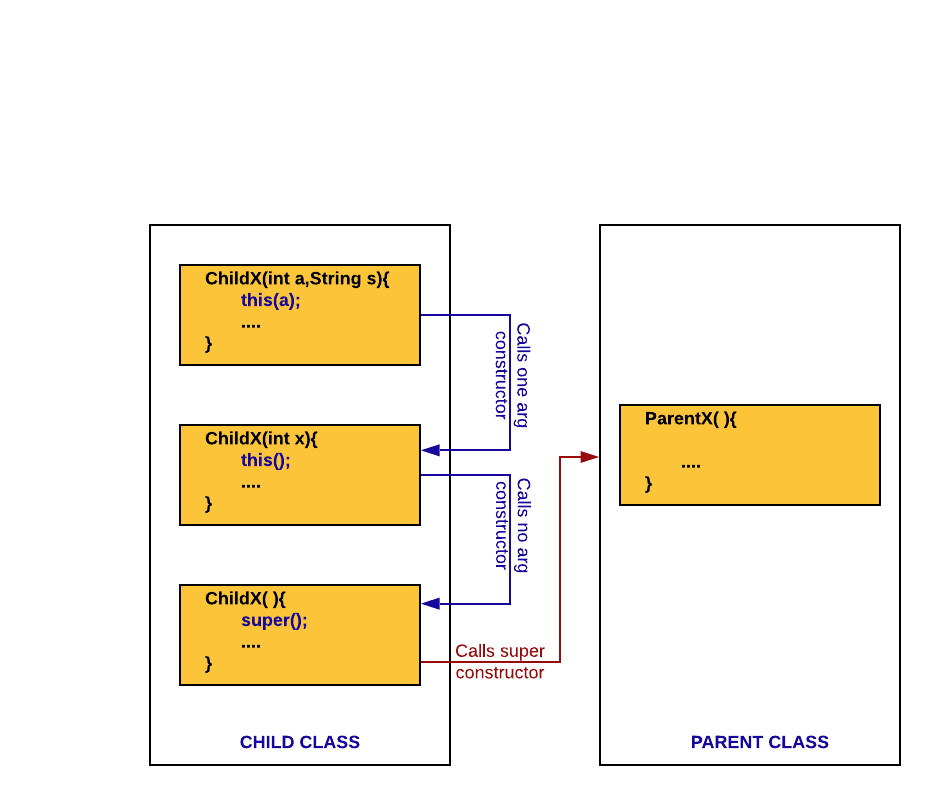 ChildX(int a,String s){
this(a);
....
}
Calls one arg
constructor
ChildX(int x){
this();
....
}
Calls no arg
constructor
ChildX( ){
super();
....
}
Calls super
constructor
CHILD CLASS
ParentX( ){
....
}
PARENT CLASS